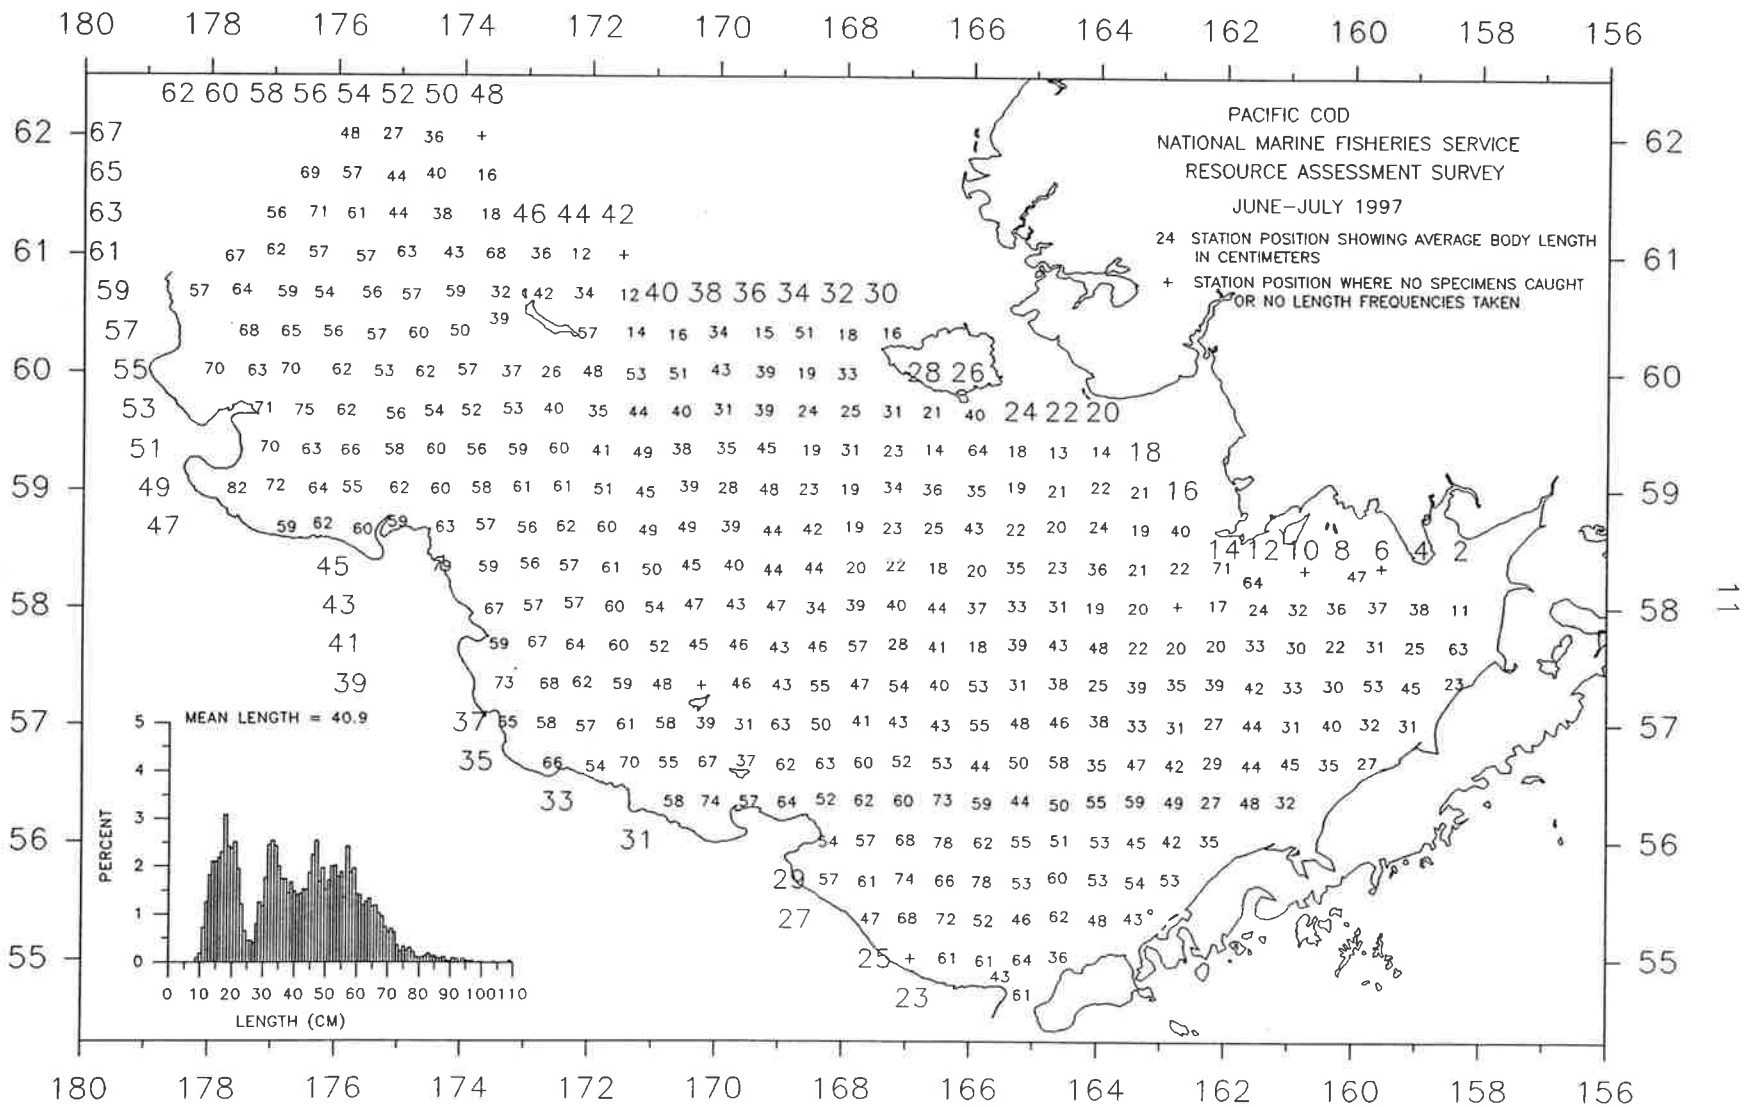 180 178 176 174 172 170 168 166 164 162 160 158 156
62 60 58 56 54 52 50 48
PACIFIC COD
62 67 48 27 36 + 62
NATIONAL MARINE FISHERIES SERVICE
65 69 57 44 40 16
RESOURCE ASSESSMENT SURVEY
63 56 71 61 44 38 18 46 44 42
JUNE-JULY 1997
24 STATION POSITION SHOWING AVERAGE BODY LENGTH
IN CENTIMETERS
61 61 67 62 57 57 63 43 68 36 12 + 61
+ STATION POSITION WHERE NO SPECIMENS CAUGHT
OR NO LENGTH FREQUENCIES TAKEN
59 57 64 59 54 56 57 59 32 42 34 12 40 38 36 34 32 30
57 68 65 56 57 60 50 39 57 14 16 34 15 51 18 16
60 55 70 63 70 62 53 62 57 37 26 48 53 51 43 39 19 33 28 26 60
53 71 75 62 56 54 52 53 40 35 44 40 31 39 24 25 31 21 40 24 22 20
51 70 63 66 58 60 56 59 60 41 49 38 35 45 19 31 23 14 64 18 13 14 18
59 49 82 72 64 55 62 60 58 61 61 51 45 39 28 48 23 19 34 36 35 19 21 22 21 16 59
47 59 62 60 59 63 57 56 62 60 49 49 39 44 42 19 23 25 43 22 20 24 19 40
14 12 10 8 6 4 2
45 79 59 56 57 61 50 45 40 44 44 20 22 18 20 35 23 36 21 22 71 64 + 47 +
11
58 43 67 57 57 60 54 47 43 47 34 39 40 44 37 33 31 19 20 + 17 24 32 36 37 38 11 58
41 59 67 64 60 52 45 46 43 46 57 28 41 18 39 43 48 22 20 20 33 30 22 31 25 63
39 73 68 62 59 48 + 46 43 55 47 54 40 53 31 38 25 39 35 39 42 33 30 53 45 23
57 37 55 58 57 61 58 39 31 63 50 41 43 43 55 48 46 38 33 31 27 44 31 40 32 31 57
35 66 54 70 55 67 37 62 63 60 52 53 44 50 58 35 47 42 29 44 45 35 27
33 58 74 57 64 52 62 60 73 59 44 50 55 59 49 27 48 32
56 31 54 57 68 78 62 55 51 53 45 42 35 56
29 57 61 74 66 78 53 60 53 54 53
27 47 68 72 52 46 62 48 43
55 25 + 61 61 64 36 55
43
23 61
MEAN LENGTH = 40.9
5
4
3
2
1
0
PERCENT
0 10 20 30 40 50 60 70 80 90 100 110
LENGTH (CM)
180 178 176 174 172 170 168 166 164 162 160 158 156